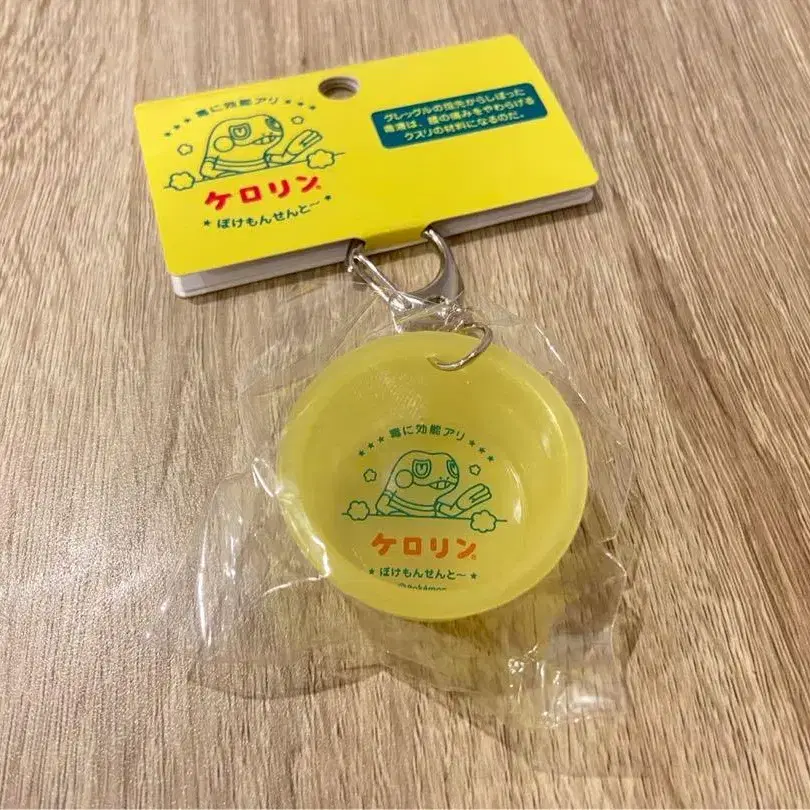 ★★★ 毒に効能アリ ★★★
ケロリン®
★ぽけもんせんと〜
グレッグルの指先からしぼった
毒液は、腰の痛みをやわらげる
クスリの材料になるのだ。
★★★ 毒に効能アリ ★★★
ケロリン®
★ぽけもんせんと〜★
©Pokémon